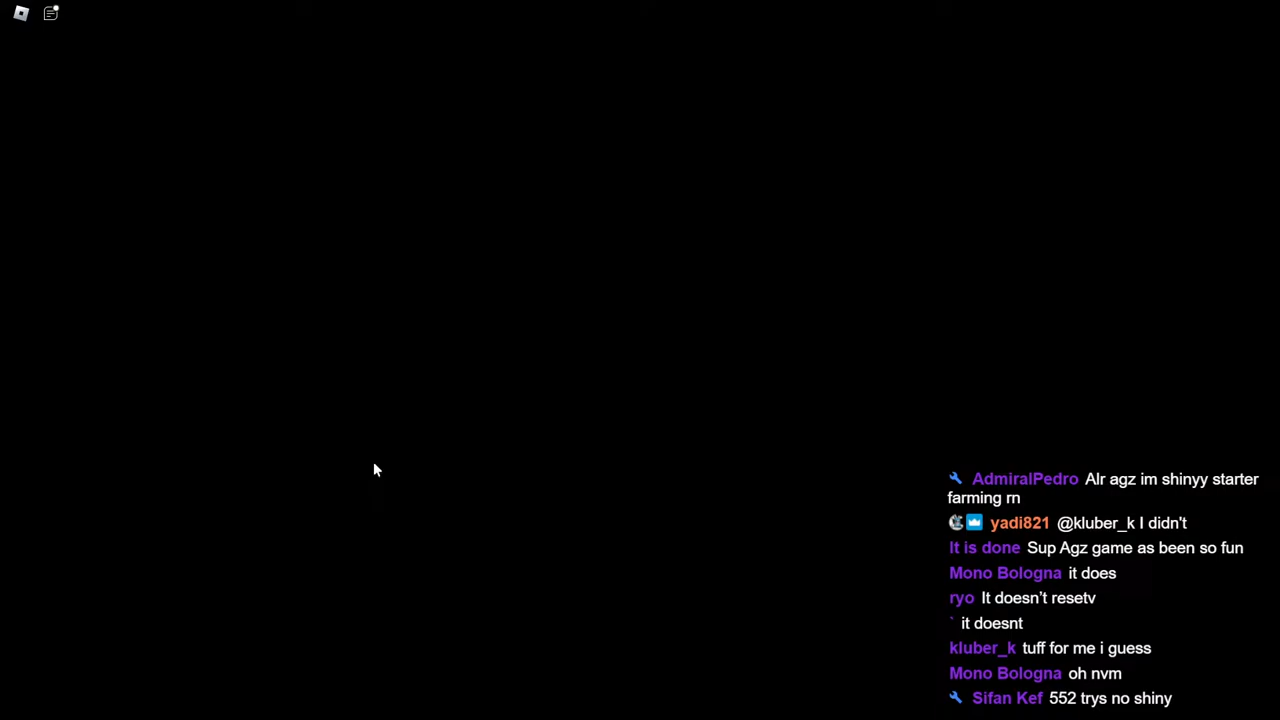 AdmiralPedro Alr agz im shinyy starter
farming rn
yadi821 @kluber_k I didn't
It is done Sup Agz game as been so fun
Mono Bologna it does
ryo It doesn’t resetv
` it doesnt
kluber_k tuff for me i guess
Mono Bologna oh nvm
Sifan Kef 552 trys no shiny